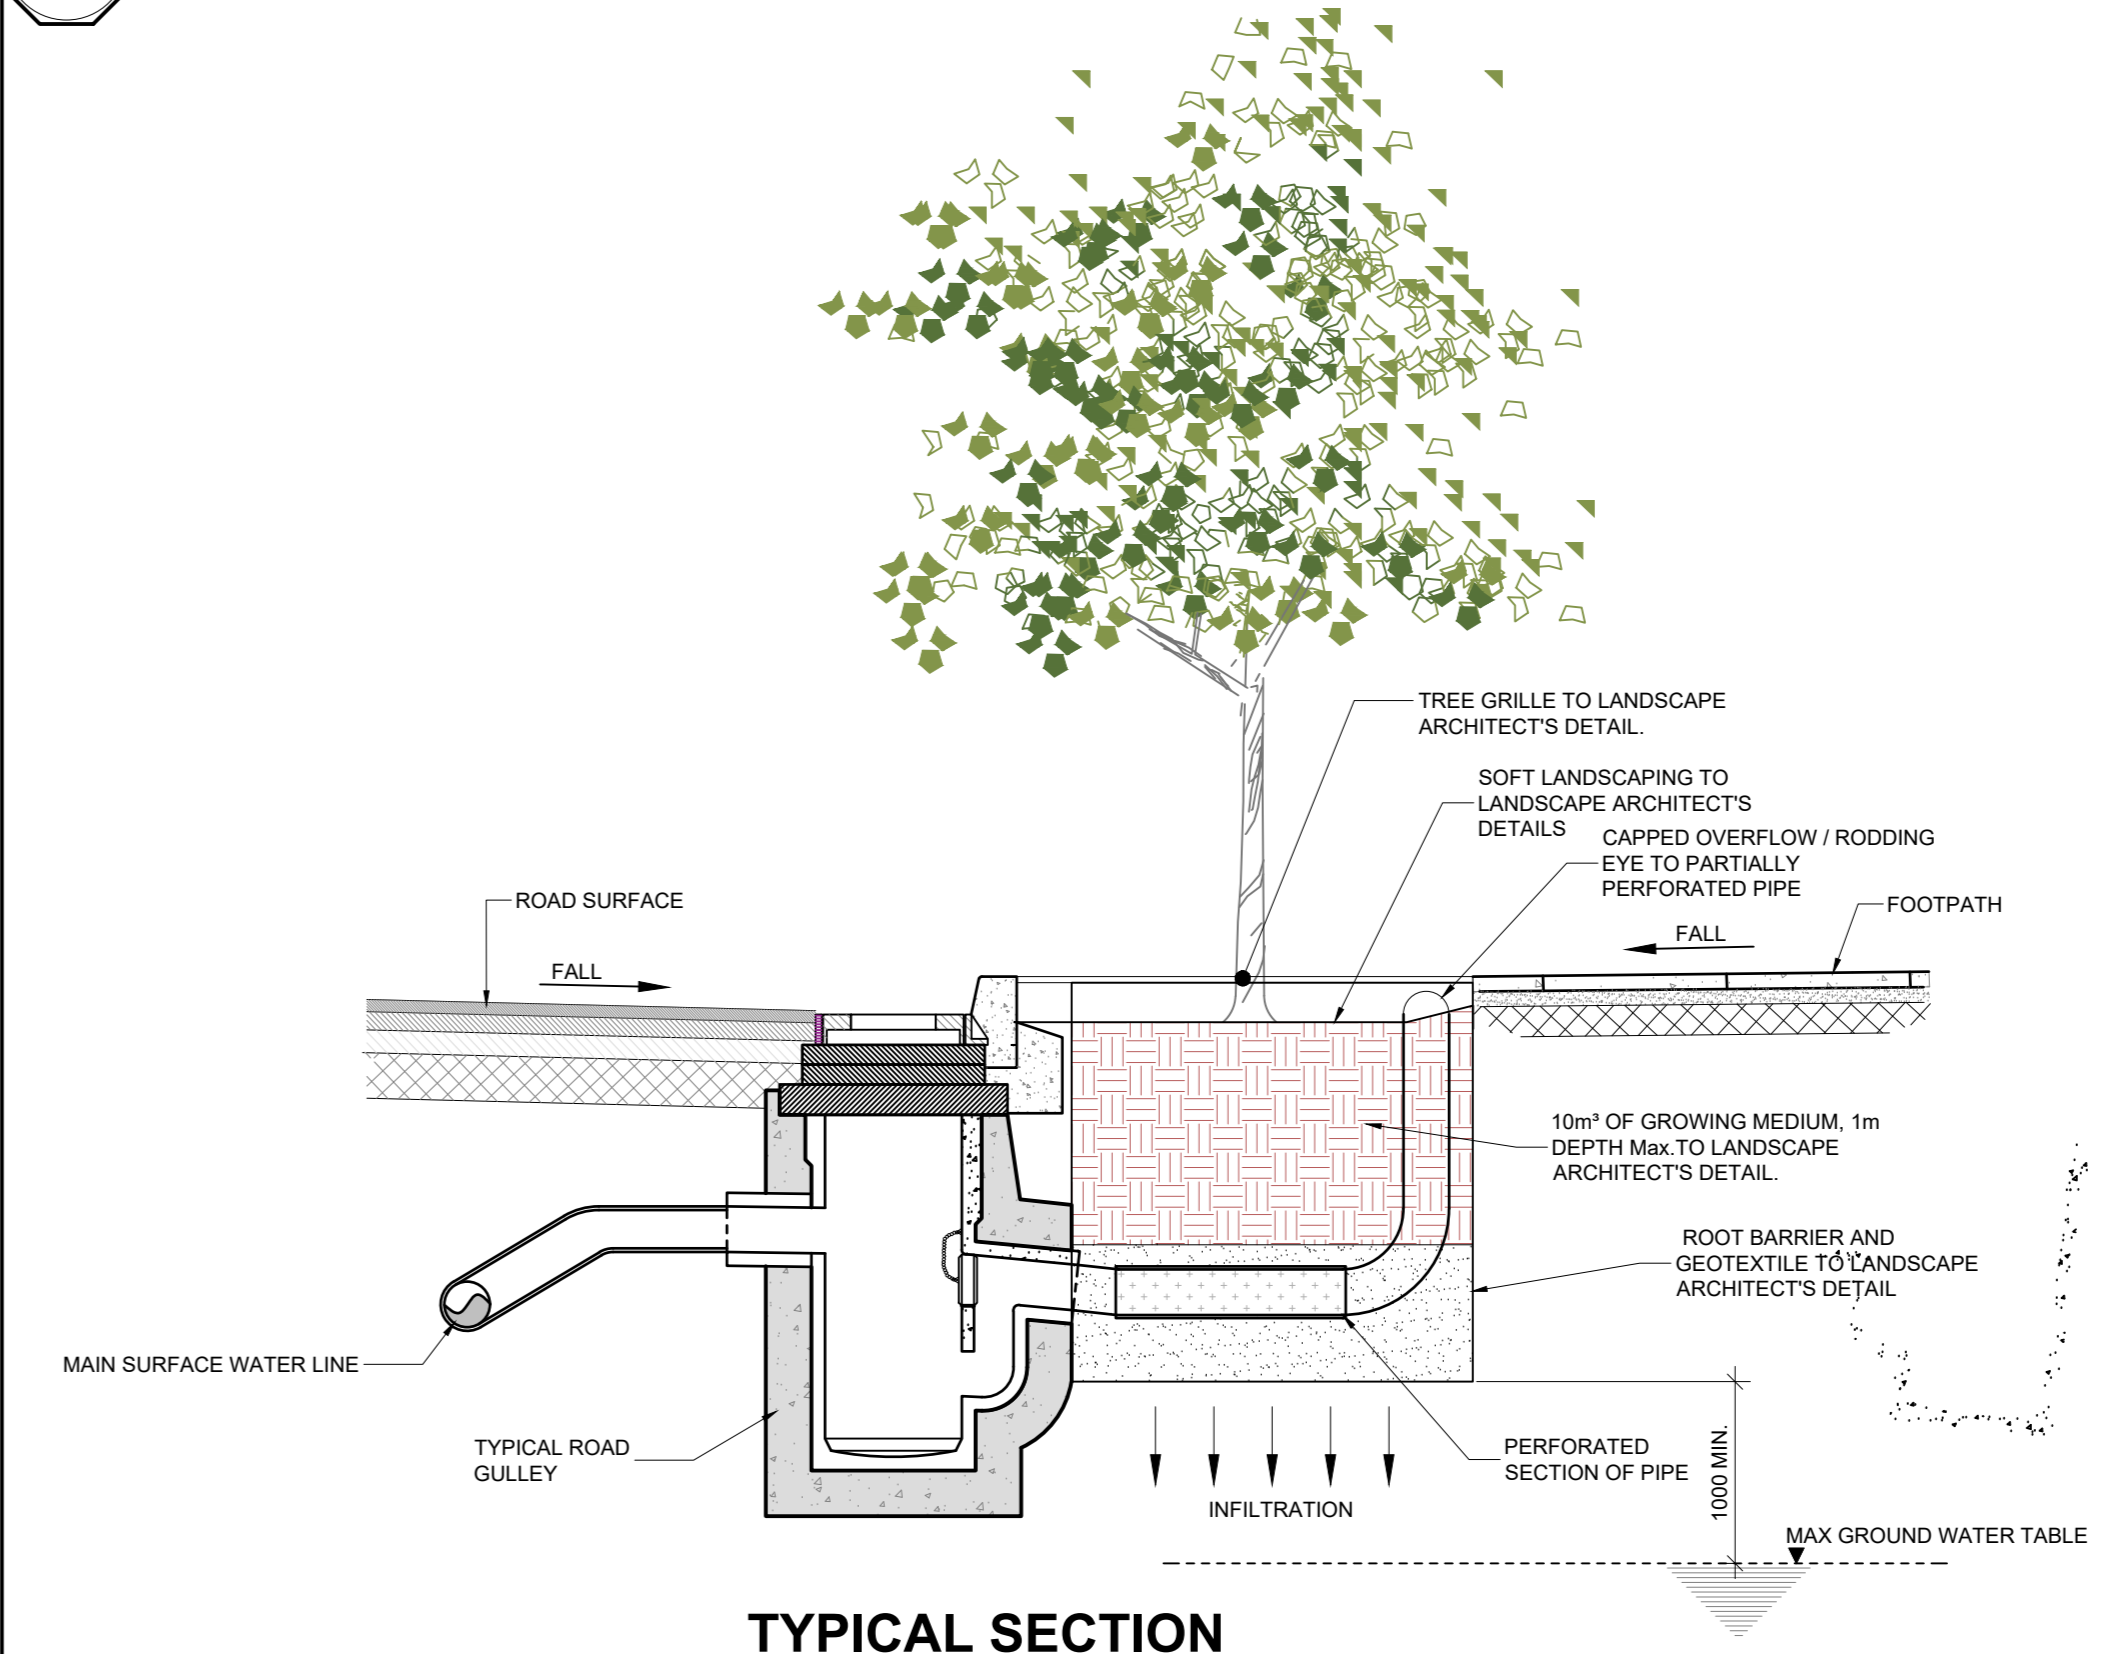 TREE GRILLE TO LANDSCAPE
ARCHITECT'S DETAIL.
SOFT LANDSCAPING TO
LANDSCAPE ARCHITECT'S
DETAILS
CAPPED OVERFLOW / RODDING
EYE TO PARTIALLY
PERFORATED PIPE
ROAD SURFACE
FOOTPATH
FALL
FALL
10m³ OF GROWING MEDIUM, 1m
DEPTH Max.TO LANDSCAPE
ARCHITECT'S DETAIL.
ROOT BARRIER AND
GEOTEXTILE TO LANDSCAPE
ARCHITECT'S DETAIL
MAIN SURFACE WATER LINE
TYPICAL ROAD
GULLEY
PERFORATED
SECTION OF PIPE
1000 MIN.
INFILTRATION
MAX GROUND WATER TABLE
TYPICAL SECTION